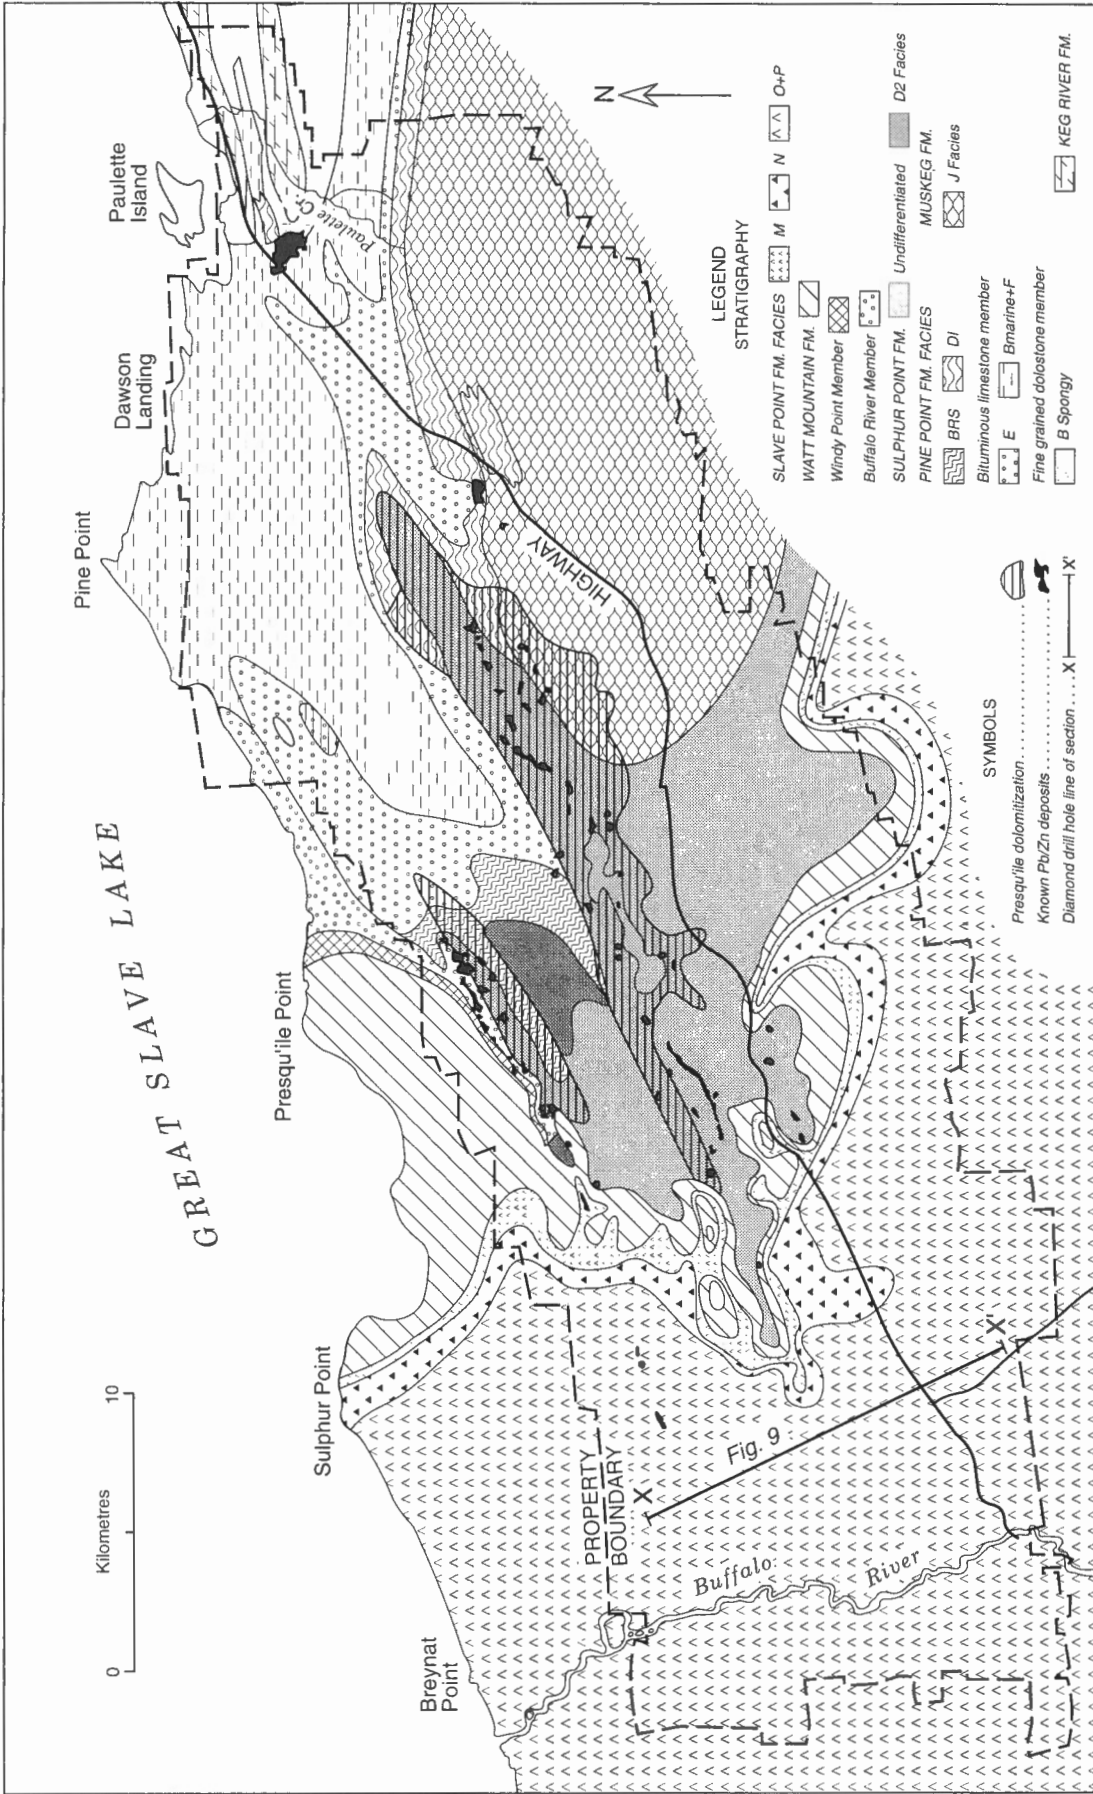 GREAT SLAVE LAKE
Kilometres
0
10
Breynat
Point
Sulphur Point
Presqu'ile Point
Pine Point
Dawson
Landing
Paulette
Island
Paulette Cr.
HIGHWAY
PROPERTY
BOUNDARY
X
Fig. 9
X'
Buffalo
River
N
LEGEND
STRATIGRAPHY
SLAVE POINT FM. FACIES M N O+P
WATT MOUNTAIN FM.
Windy Point Member
Buffalo River Member
SULPHUR POINT FM. Undifferentiated D2 Facies
PINE POINT FM. FACIES MUSKEG FM.
BRS DI J Facies
Bituminous limestone member
E Bmarine+F
Fine grained dolostone member
B Spongy KEG RIVER FM.
SYMBOLS
Presqu'ile dolomitization
Known Pb/Zn deposits
Diamond drill hole line of section X X'